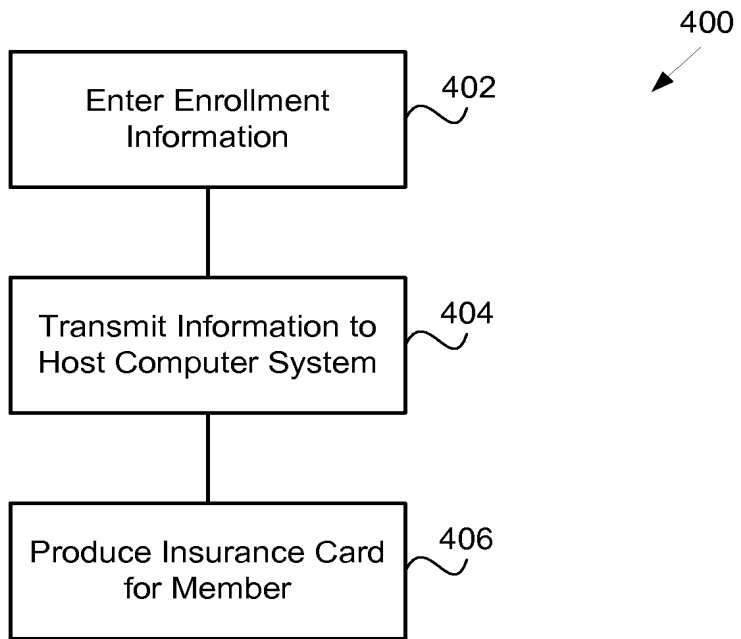 400
Enter Enrollment
Information
402
Transmit Information to
Host Computer System
404
Produce Insurance Card
for Member
406